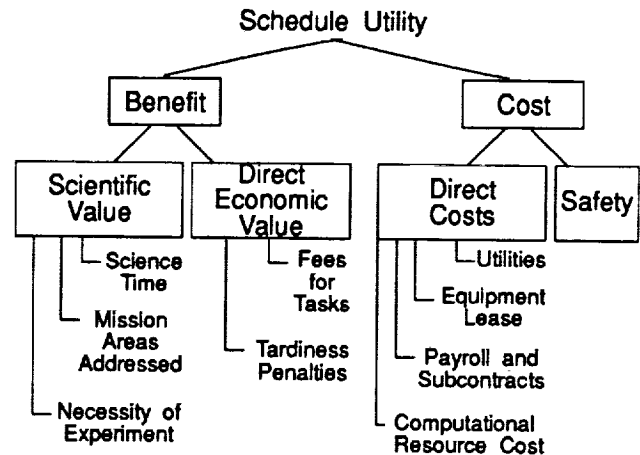 Schedule Utility
Benefit
Cost
Scientific
Value
Direct
Economic
Value
Direct
Costs
Safety
Science
Time
Mission
Areas
Addressed
Necessity of
Experiment
Fees
for
Tasks
Tardiness
Penalties
Utilities
Equipment
Lease
Payroll and
Subcontracts
Computational
Resource Cost